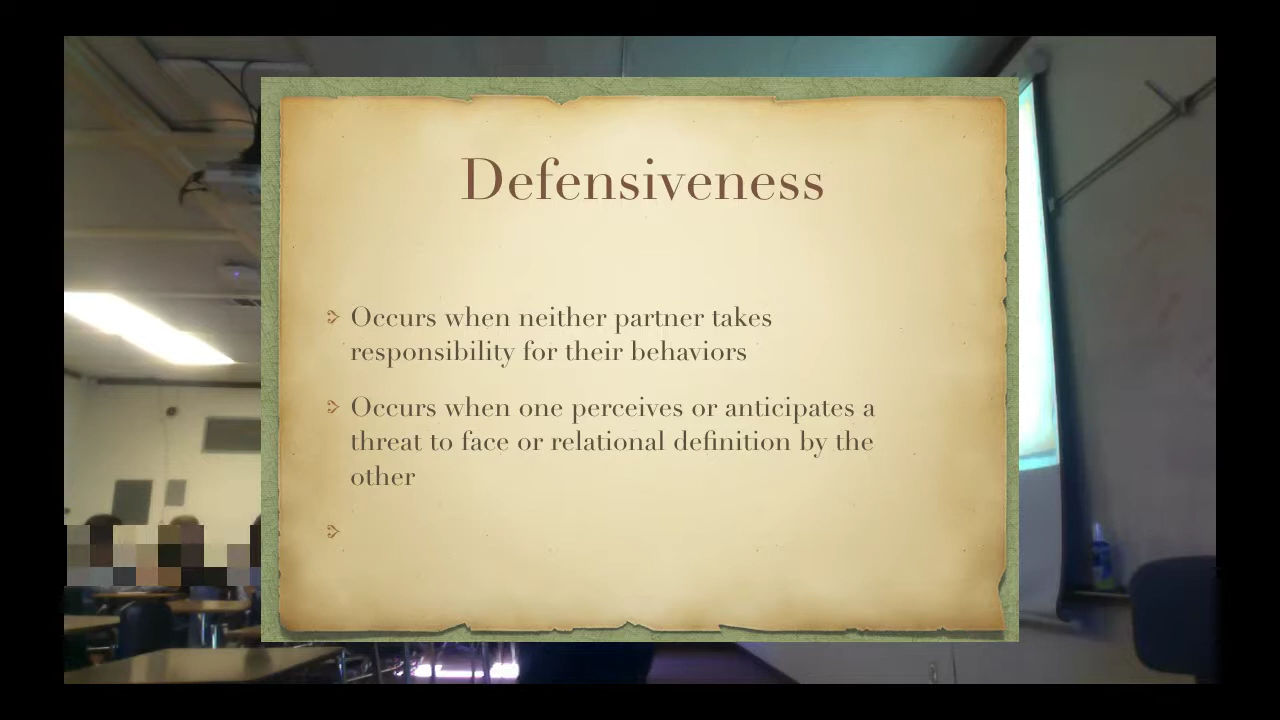 Defensiveness
Occurs when neither partner takes
responsibility for their behaviors
Occurs when one perceives or anticipates a
threat to face or relational definition by the
other